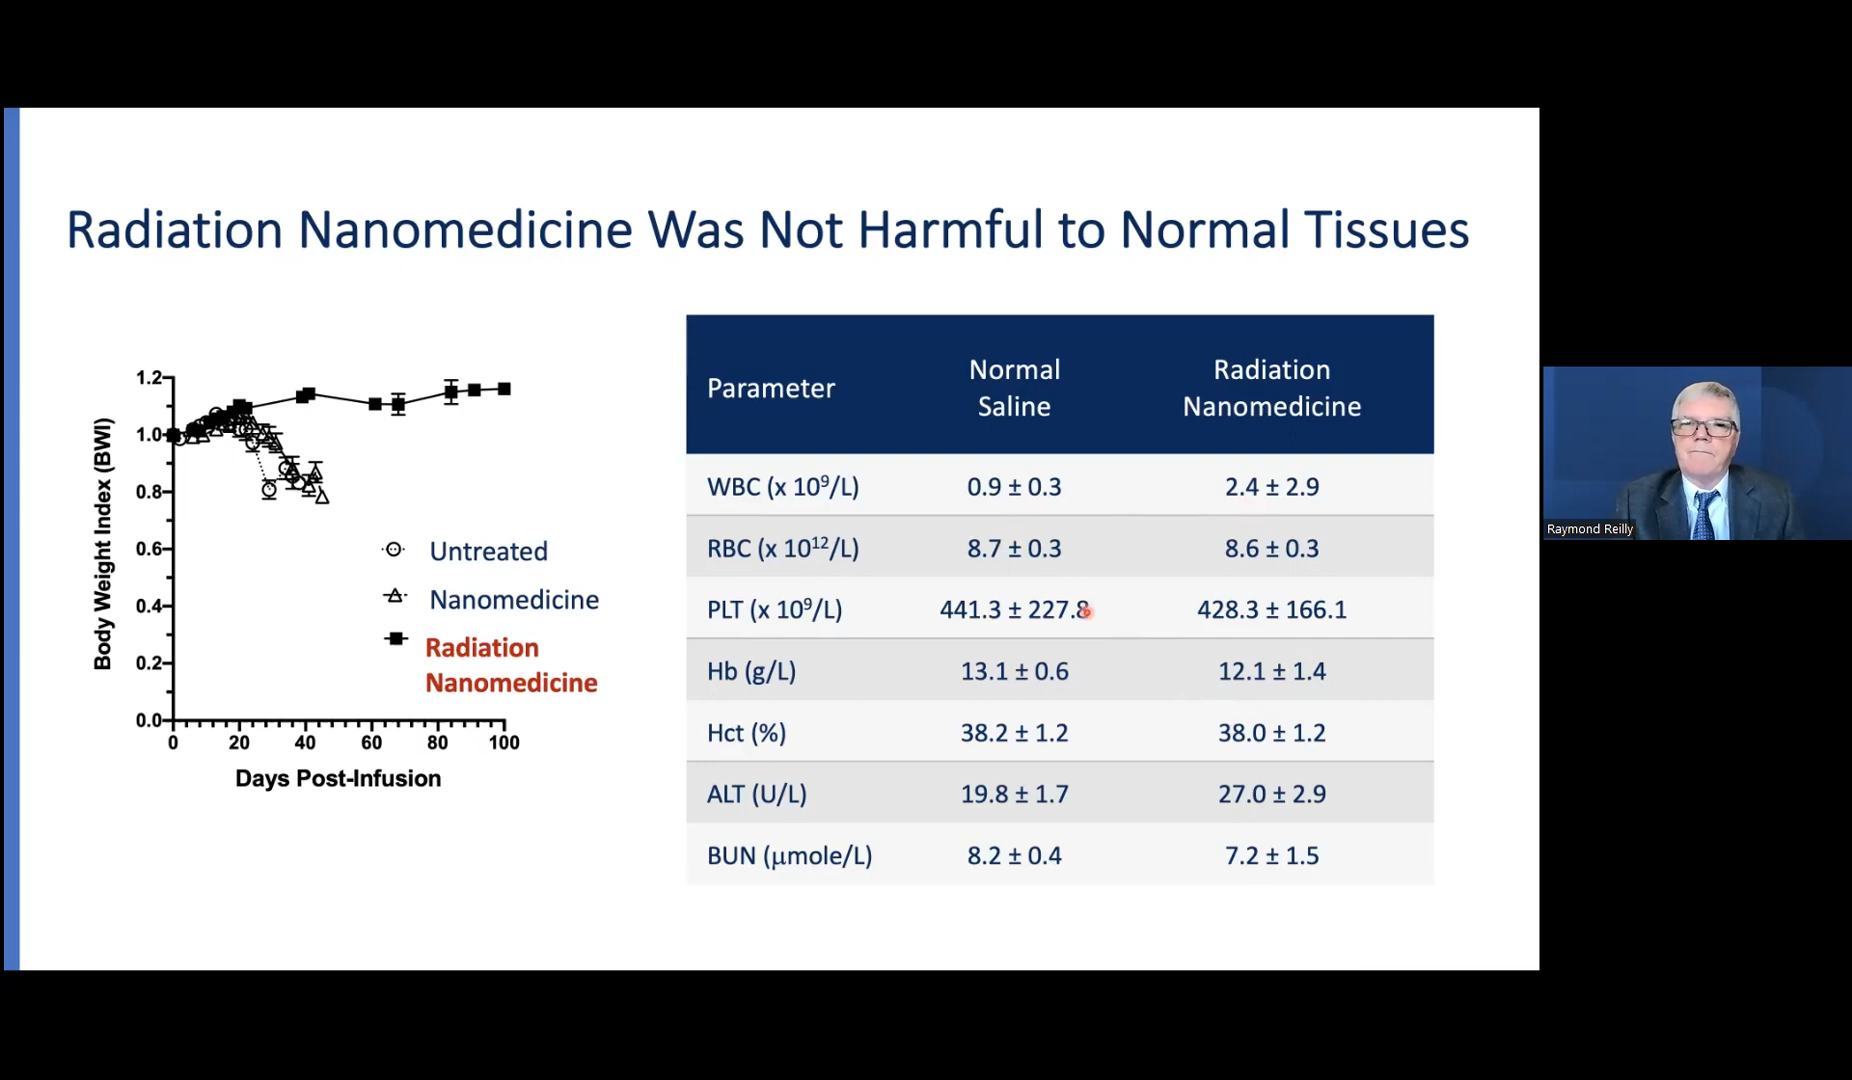 Radiation Nanomedicine Was Not Harmful to Normal Tissues
Body Weight Index (BWI)
1.2
1.0
0.8
0.6
0.4
0.2
0.0
0 20 40 60 80 100
Days Post-Infusion
Untreated
Nanomedicine
Radiation
Nanomedicine
Parameter Normal Saline Radiation Nanomedicine
WBC (x 10⁹/L) 0.9 ± 0.3 2.4 ± 2.9
RBC (x 10¹²/L) 8.7 ± 0.3 8.6 ± 0.3
PLT (x 10⁹/L) 441.3 ± 227.8 428.3 ± 166.1
Hb (g/L) 13.1 ± 0.6 12.1 ± 1.4
Hct (%) 38.2 ± 1.2 38.0 ± 1.2
ALT (U/L) 19.8 ± 1.7 27.0 ± 2.9
BUN (μmole/L) 8.2 ± 0.4 7.2 ± 1.5
Raymond Reilly